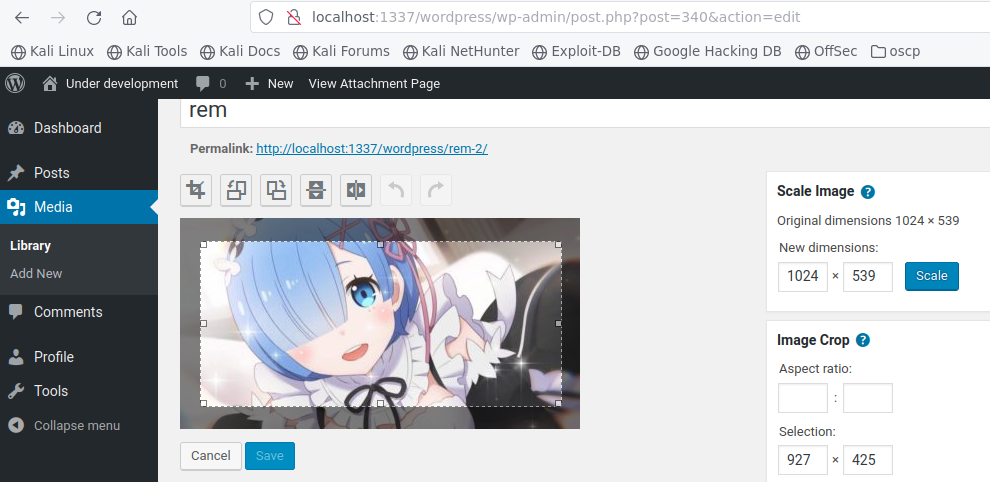 localhost:1337/wordpress/wp-admin/post.php?post=340&action=edit
Kali Linux Kali Tools Kali Docs Kali Forums Kali NetHunter Exploit-DB Google Hacking DB OffSec oscp
Under development 0 New View Attachment Page
Dashboard
Posts
Media
Library
Add New
Comments
Profile
Tools
Collapse menu
rem
Permalink: http://localhost:1337/wordpress/rem-2/
Cancel Save
Scale Image ?
Original dimensions 1024 × 539
New dimensions:
1024 × 539 Scale
Image Crop ?
Aspect ratio:
:
Selection:
927 × 425